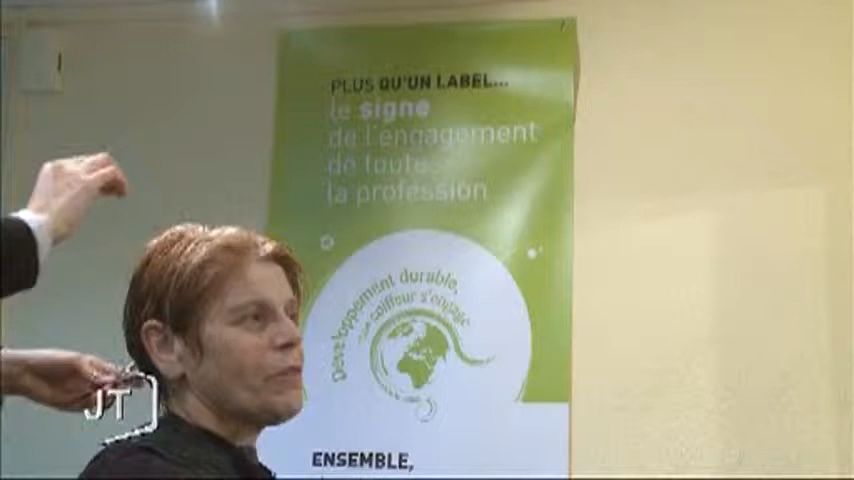 PLUS QU'UN LABEL...
le signe
de l'engagement
de toute
la profession
Développement durable,
coiffeur s'engage
ENSEMBLE,
JT